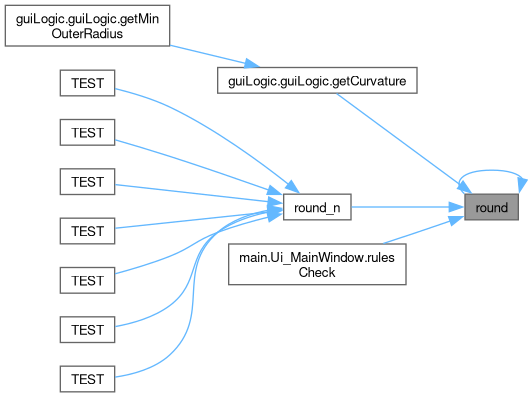 guiLogic.guiLogic.getMin
OuterRadius
guiLogic.guiLogic.getCurvature
TEST
TEST
TEST
TEST
TEST
TEST
TEST
round_n
round
main.Ui_MainWindow.rules
Check